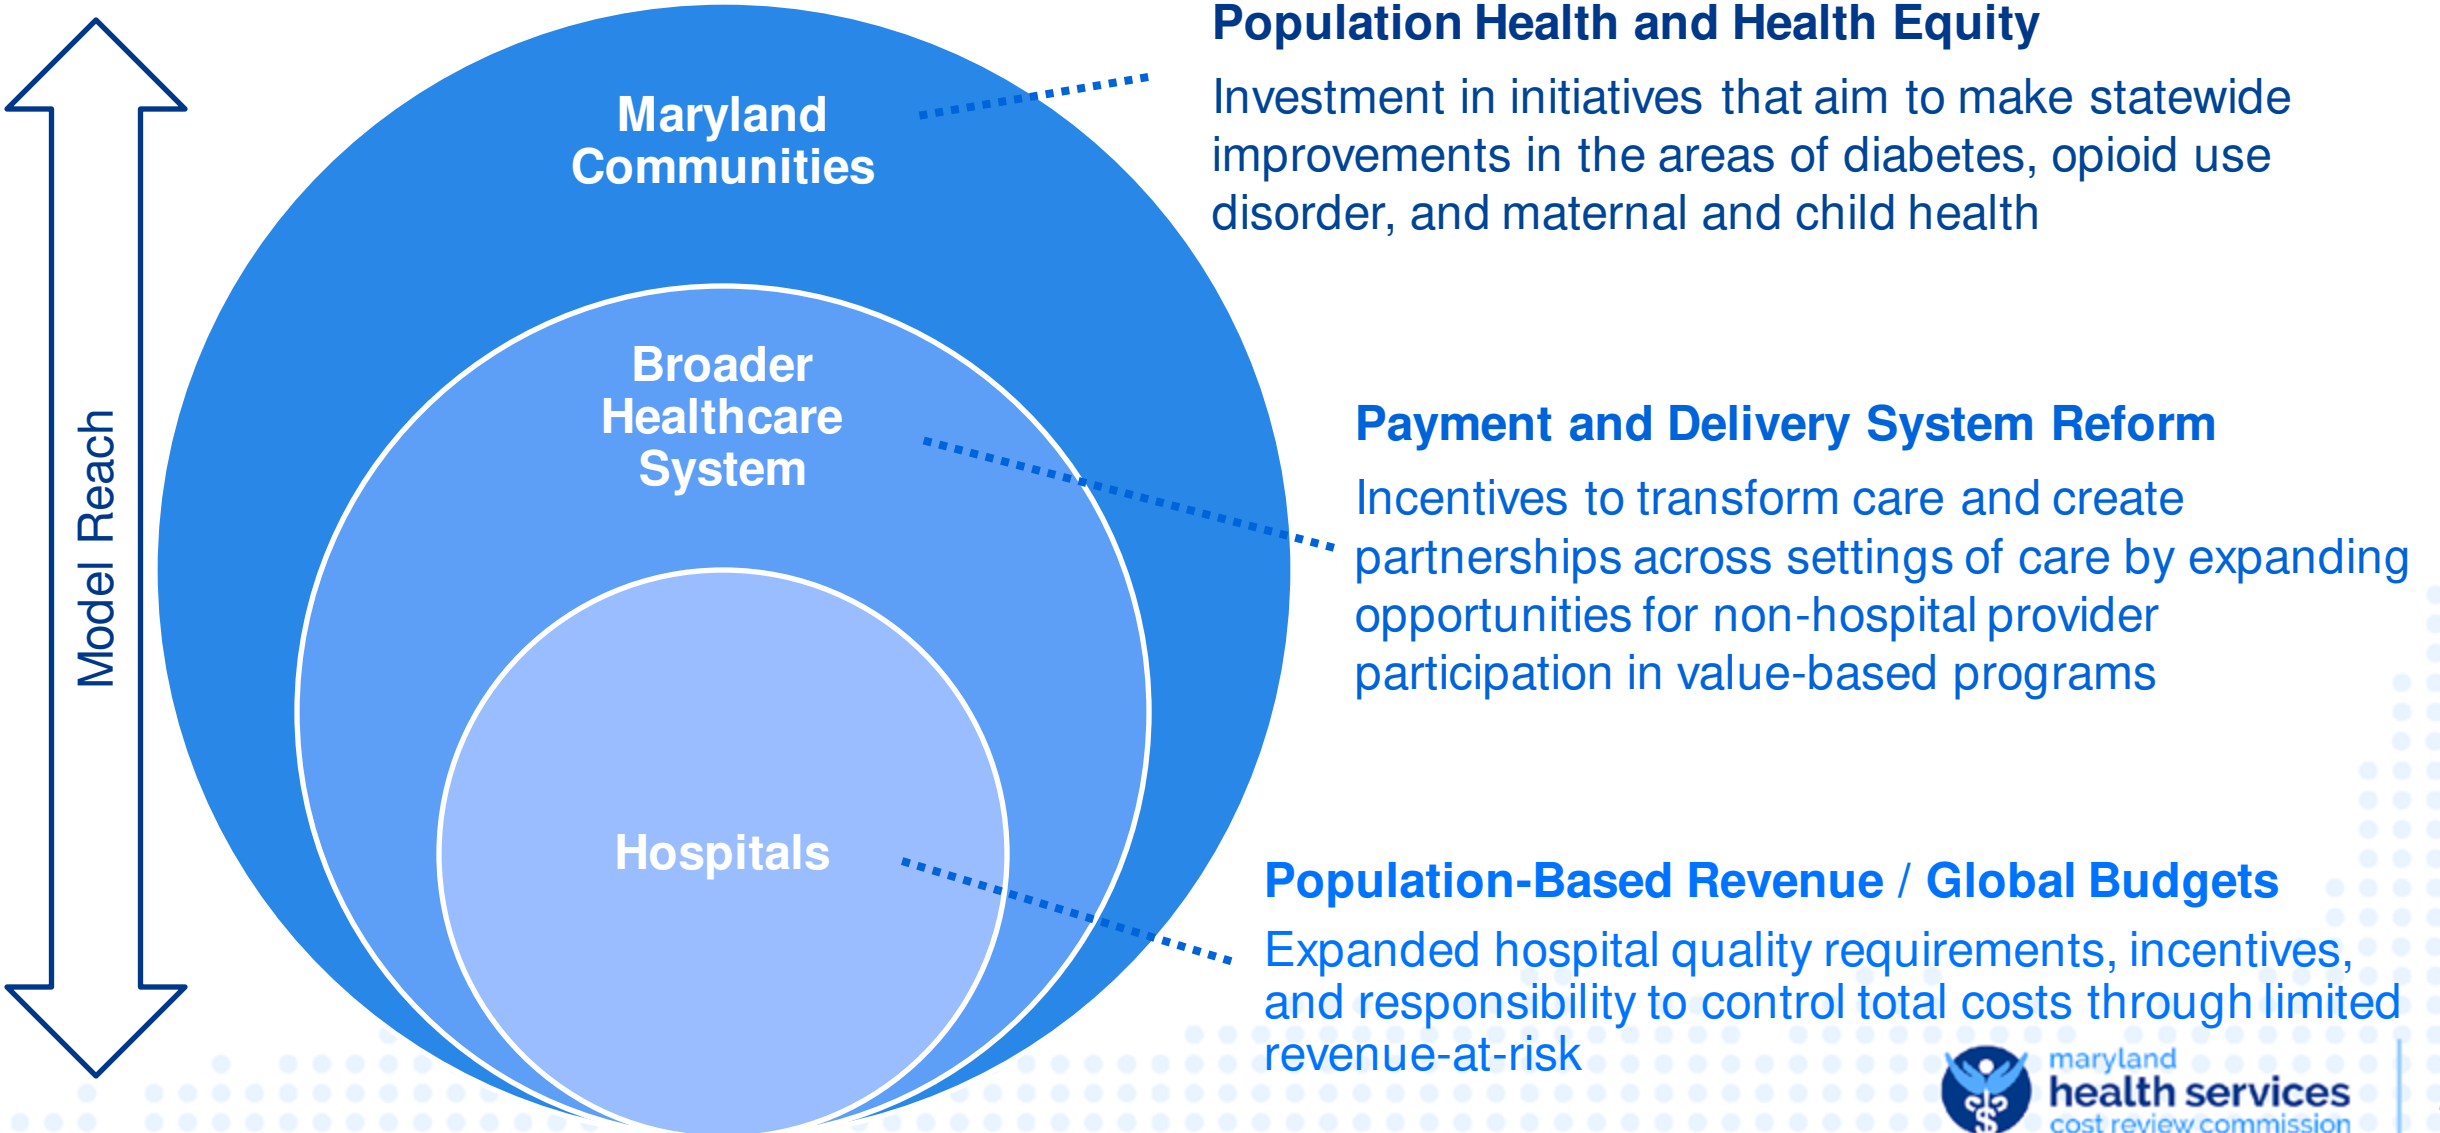 Population Health and Health Equity
Investment in initiatives that aim to make statewide
improvements in the areas of diabetes, opioid use
disorder, and maternal and child health
Maryland
Communities
Broader
Healthcare
System
Payment and Delivery System Reform
Incentives to transform care and create
partnerships across settings of care by expanding
opportunities for non-hospital provider
participation in value-based programs
Model Reach
Hospitals
Population-Based Revenue / Global Budgets
Expanded hospital quality requirements, incentives,
and responsibility to control total costs through limited
revenue-at-risk
maryland
health services
cost review commission